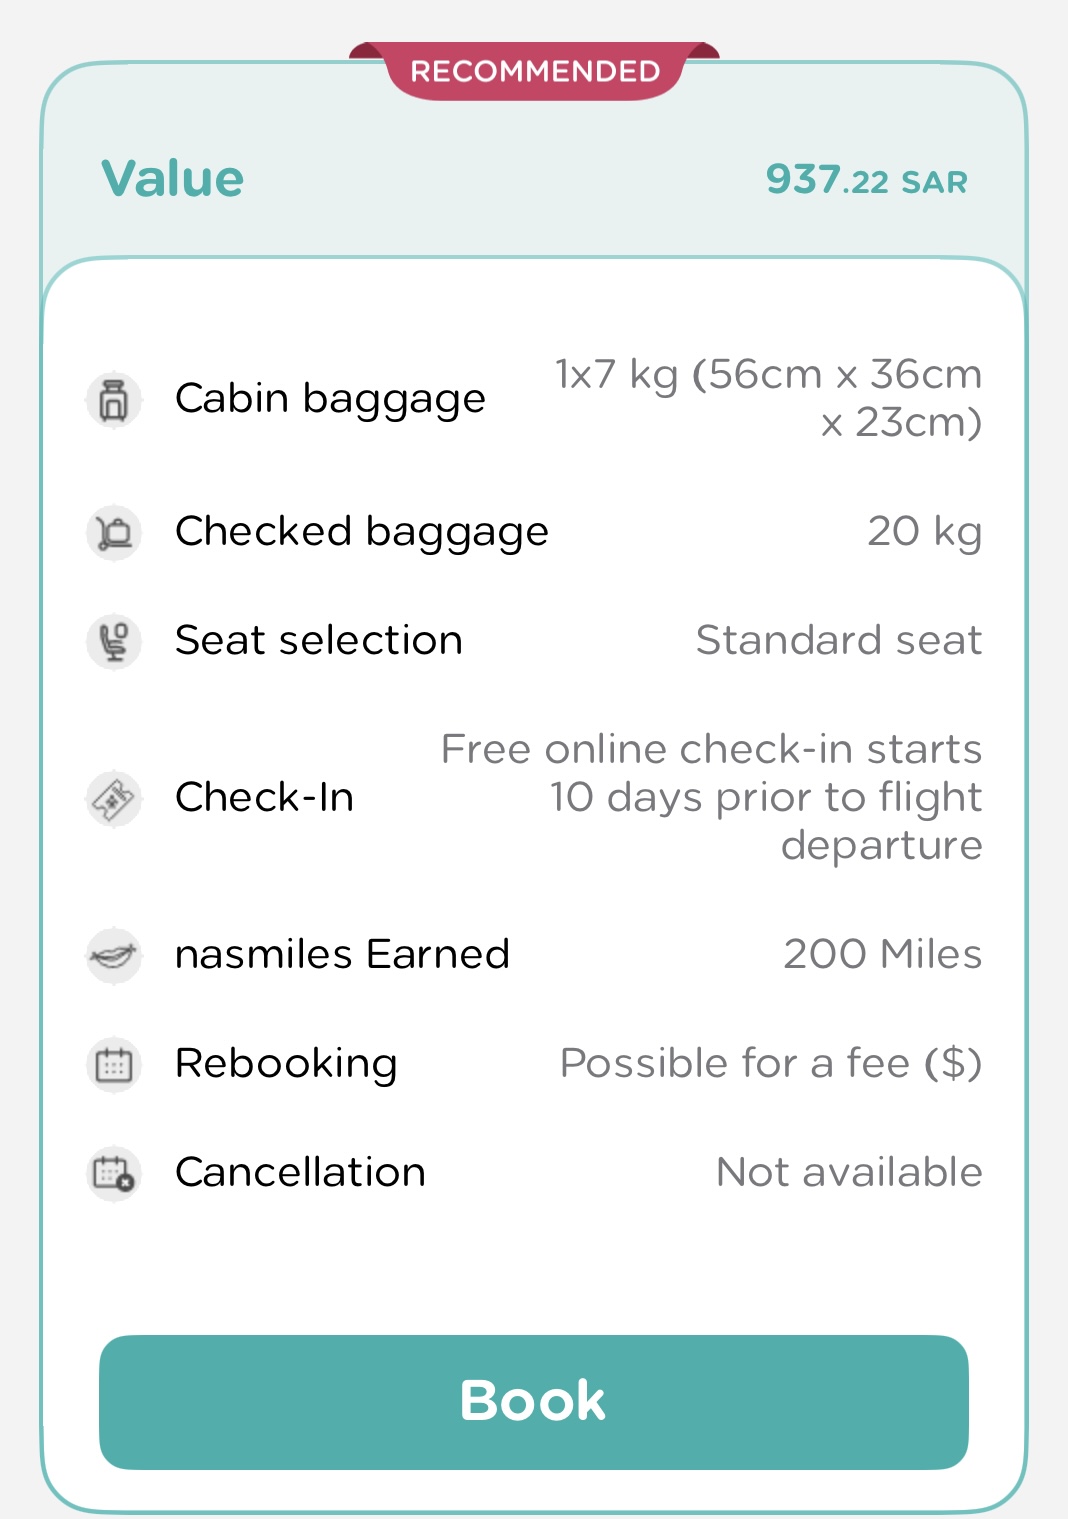 RECOMMENDED
Value
937.22 SAR
Cabin baggage
1x7 kg (56cm x 36cm
x 23cm)
Checked baggage
20 kg
Seat selection
Standard seat
Check-In
Free online check-in starts
10 days prior to flight
departure
nasmiles Earned
200 Miles
Rebooking
Possible for a fee ($)
Cancellation
Not available
Book